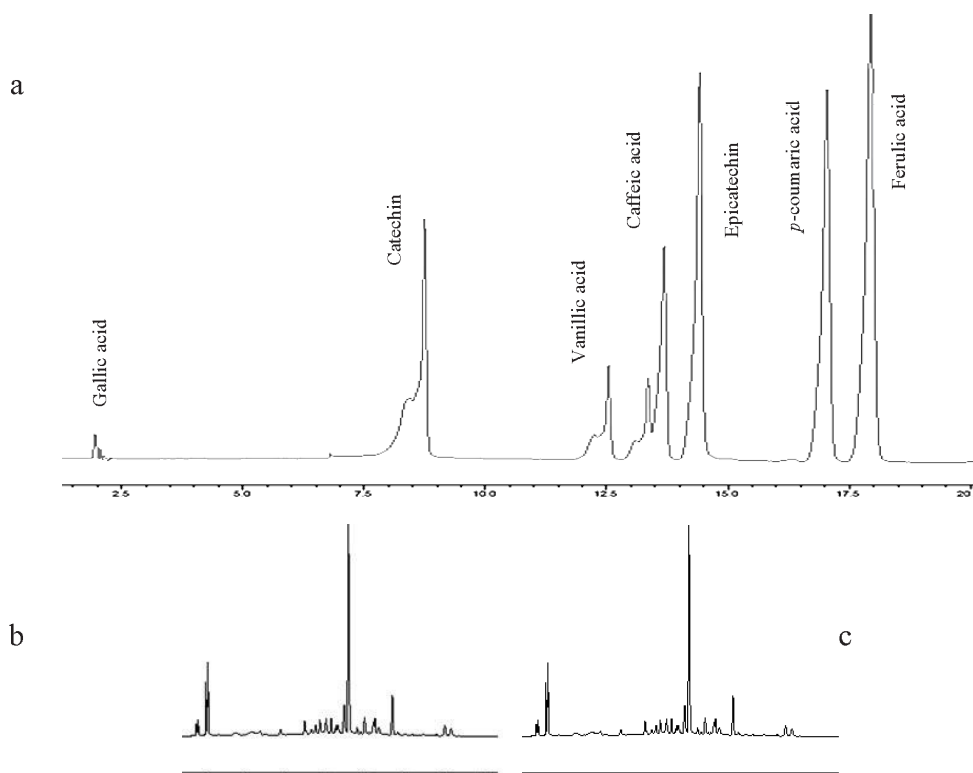 a
Gallic acid
Catechin
Vanillic acid
Caffeic acid
Epicatechin
p-coumaric acid
Ferulic acid
2.5 5.0 7.5 10.0 12.5 15.0 17.5 20
b
c